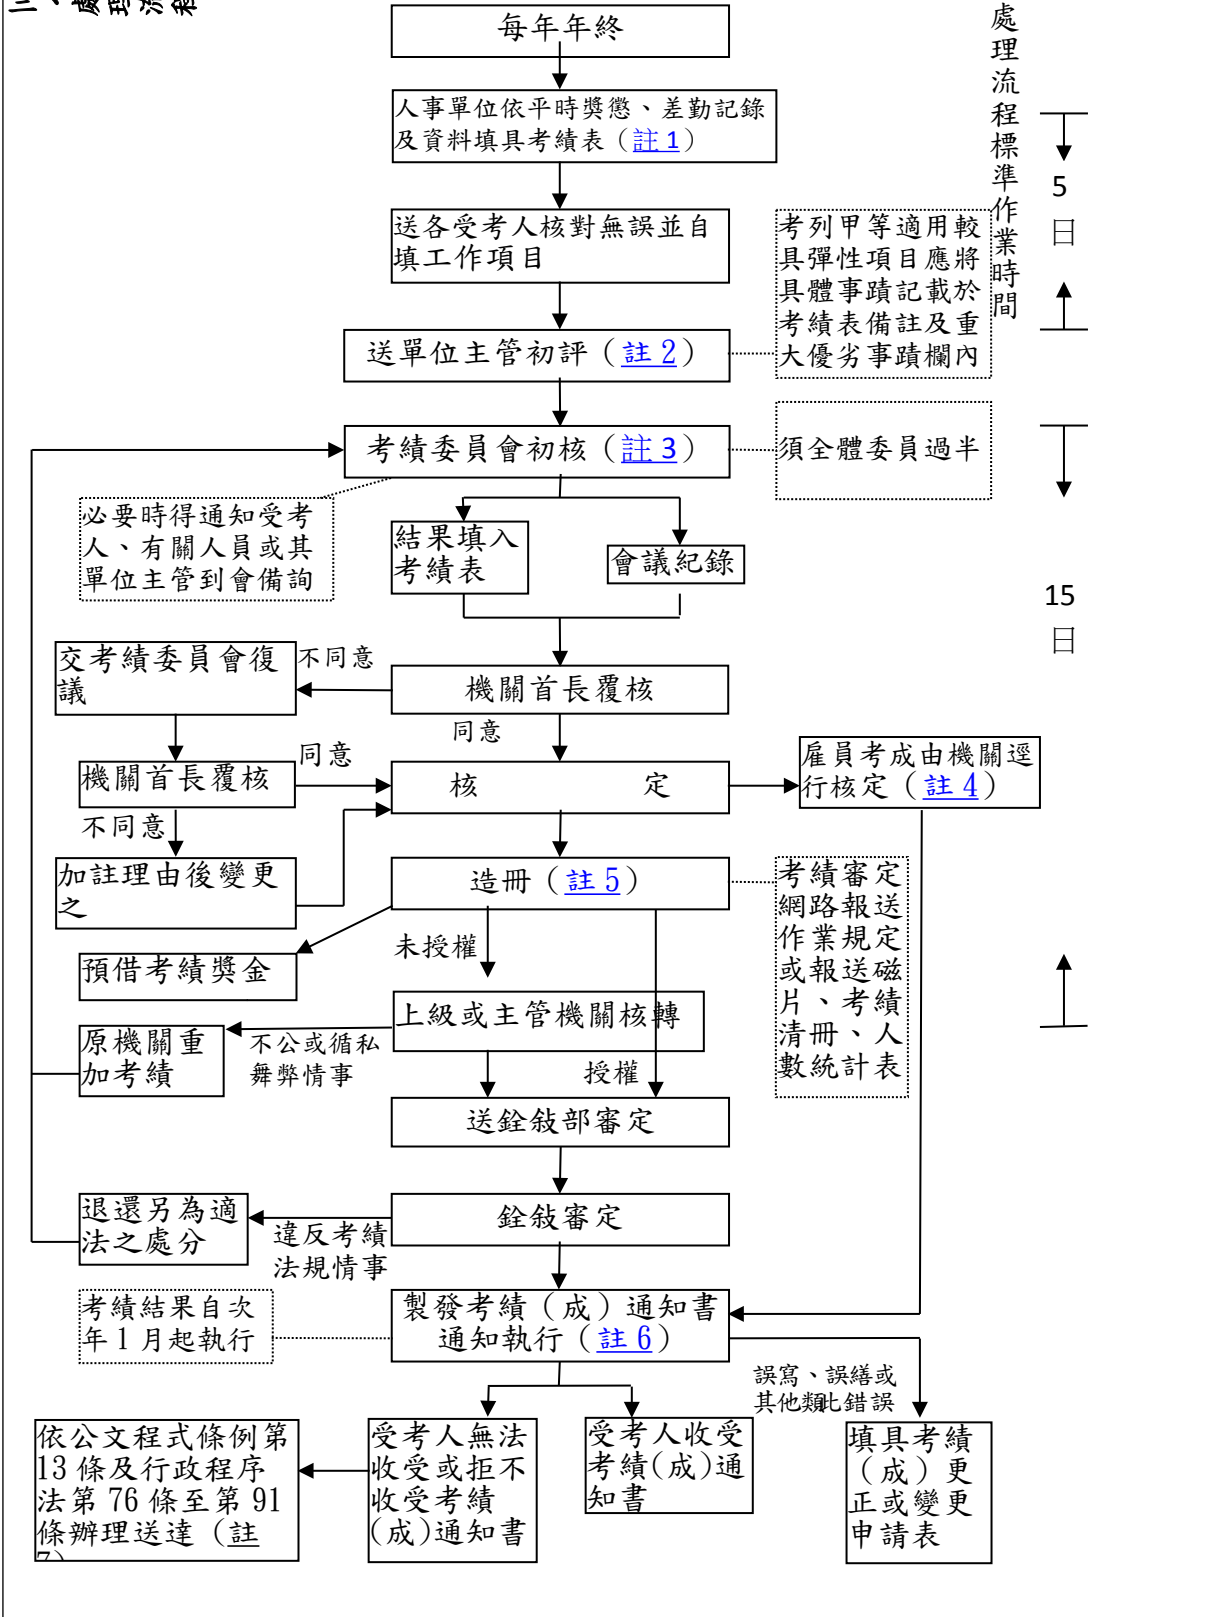 三、處理流程
每年年終
處理流程標準作業時間
人事單位依平時獎懲、差勤記錄
及資料填具考績表（註1）
5
日
送各受考人核對無誤並自
填工作項目
考列甲等適用較
具彈性項目應將
具體事蹟記載於
考績表備註及重
大優劣事蹟欄內
送單位主管初評（註2）
考績委員會初核（註3）
須全體委員過半
必要時得通知受考
人、有關人員或其
單位主管到會備詢
結果填入
考績表
會議紀錄
15
日
交考績委員會復
議
不同意
機關首長覆核
同意
機關首長覆核
同意
核 定
雇員考成由機關逕
行核定（註4）
不同意
加註理由後變更
之
造冊（註5）
考績審定
網路報送
作業規定
或報送磁
片、考績
清冊、人
數統計表
未授權
預借考績獎金
上級或主管機關核轉
原機關重
加考績
不公或循私
舞弊情事
授權
送銓敍部審定
退還另為適
法之處分
銓敍審定
違反考績
法規情事
考績結果自次
年1月起執行
製發考績（成）通知書
通知執行（註6）
誤寫、誤繕或
其他類此錯誤
依公文程式條例第
13條及行政程序
法第76條至第91
條辦理送達（註
7）
受考人無法
收受或拒不
收受考績
(成)通知書
受考人收受
考績(成)通
知書
填具考績
（成）更
正或變更
申請表